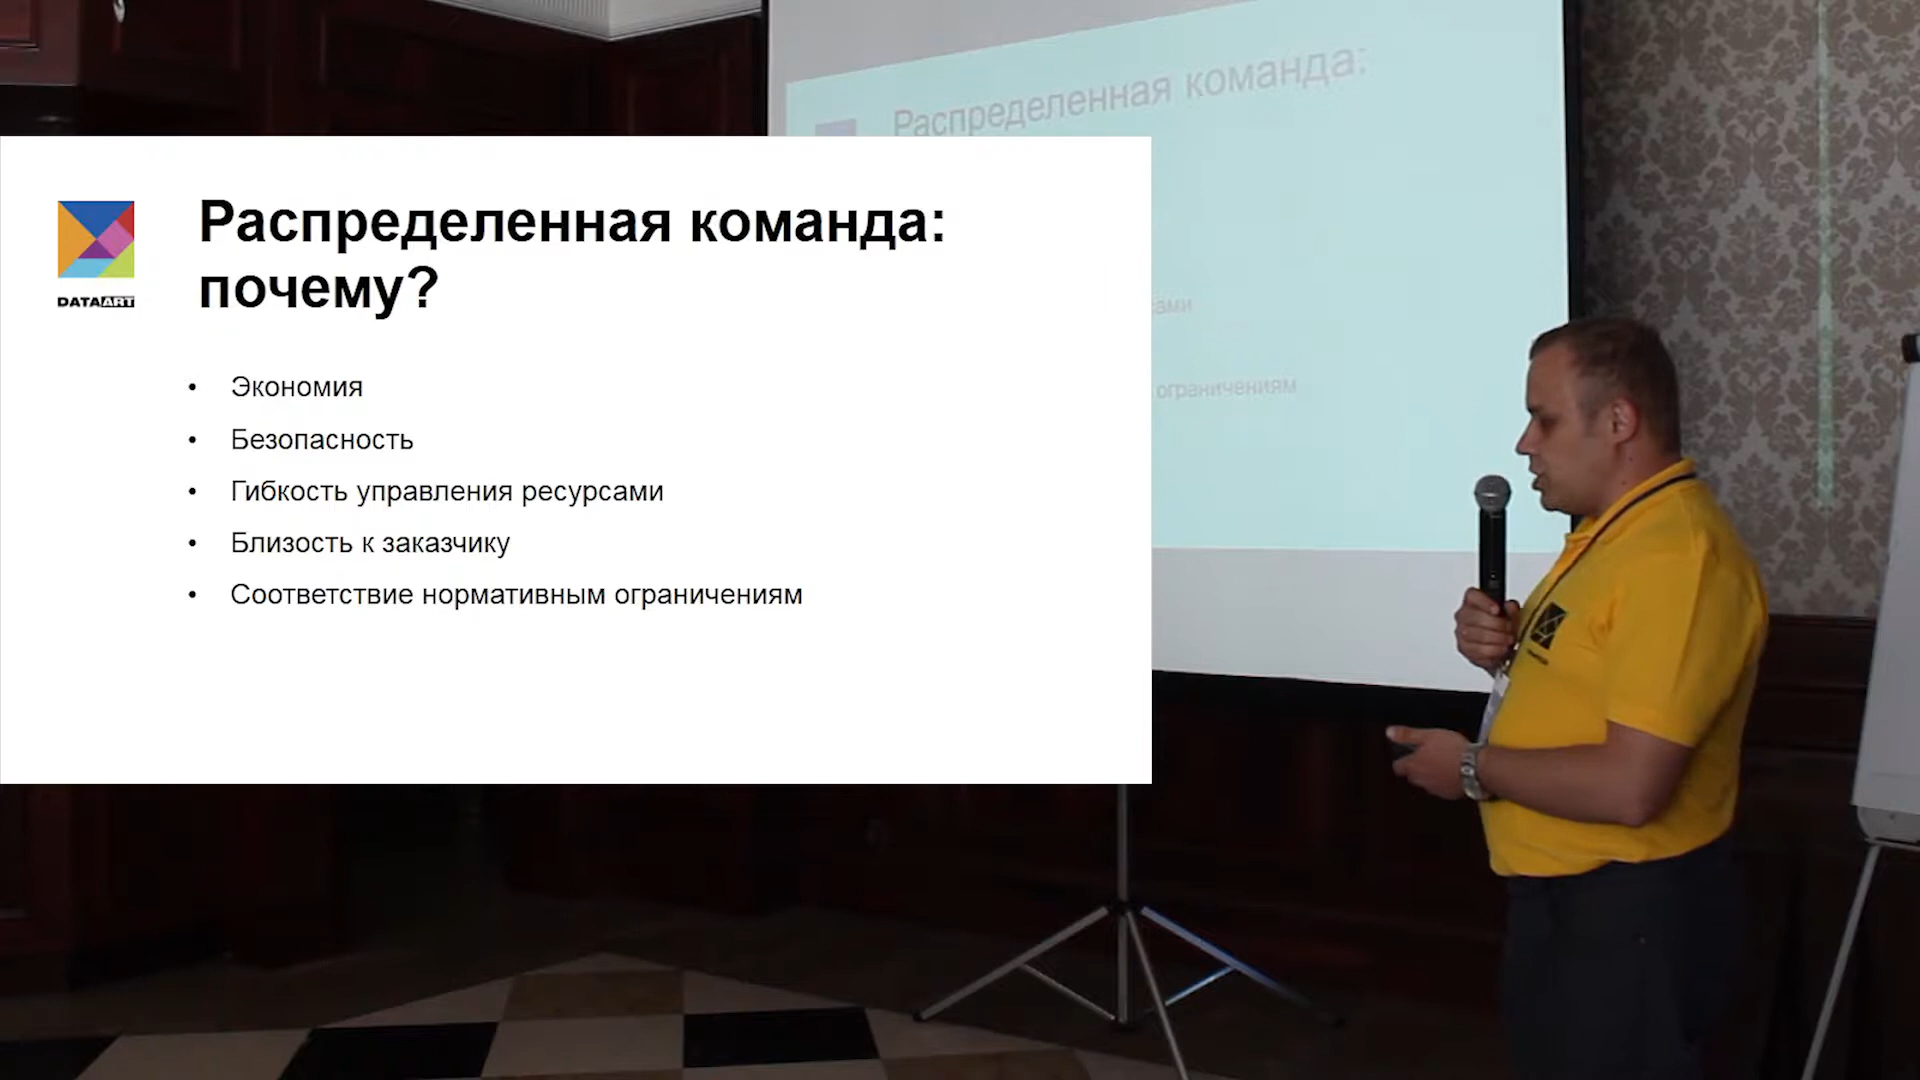 Распределенная команда:
DATAART
Распределенная команда:
почему?
• Экономия
• Безопасность
• Гибкость управления ресурсами
• Близость к заказчику
• Соответствие нормативным ограничениям
ограничениям